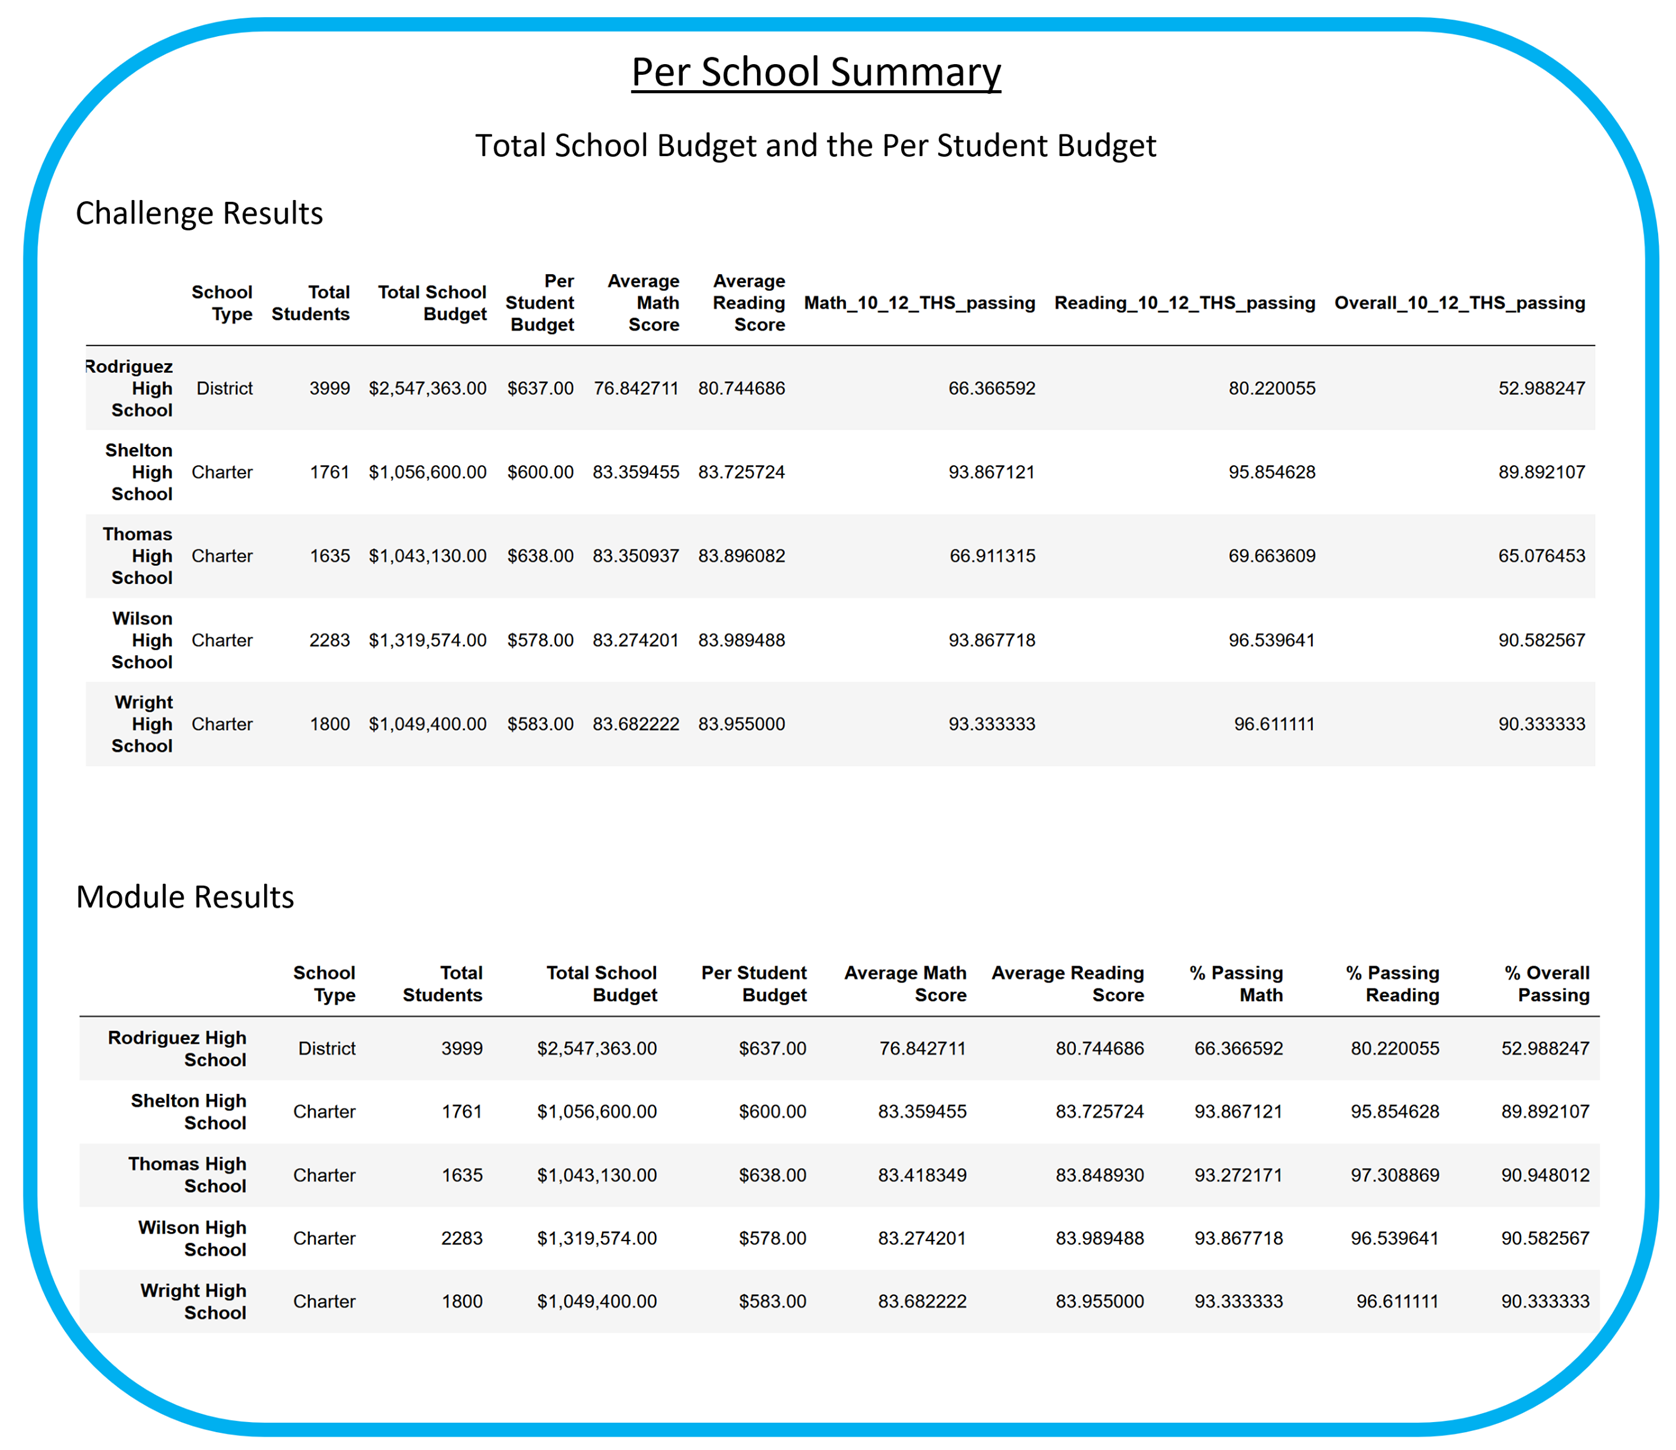 Per School Summary
Total School Budget and the Per Student Budget
Challenge Results
School Type Total Students Total School Budget Per Student Budget Average Math Score Average Reading Score Math_10_12_THS_passing Reading_10_12_THS_passing Overall_10_12_THS_passing
Rodriguez High School District 3999 $2,547,363.00 $637.00 76.842711 80.744686 66.366592 80.220055 52.988247
Shelton High School Charter 1761 $1,056,600.00 $600.00 83.359455 83.725724 93.867121 95.854628 89.892107
Thomas High School Charter 1635 $1,043,130.00 $638.00 83.350937 83.896082 66.911315 69.663609 65.076453
Wilson High School Charter 2283 $1,319,574.00 $578.00 83.274201 83.989488 93.867718 96.539641 90.582567
Wright High School Charter 1800 $1,049,400.00 $583.00 83.682222 83.955000 93.333333 96.611111 90.333333
Module Results
School Type Total Students Total School Budget Per Student Budget Average Math Score Average Reading Score % Passing Math % Passing Reading % Overall Passing
Rodriguez High School District 3999 $2,547,363.00 $637.00 76.842711 80.744686 66.366592 80.220055 52.988247
Shelton High School Charter 1761 $1,056,600.00 $600.00 83.359455 83.725724 93.867121 95.854628 89.892107
Thomas High School Charter 1635 $1,043,130.00 $638.00 83.418349 83.848930 93.272171 97.308869 90.948012
Wilson High School Charter 2283 $1,319,574.00 $578.00 83.274201 83.989488 93.867718 96.539641 90.582567
Wright High School Charter 1800 $1,049,400.00 $583.00 83.682222 83.955000 93.333333 96.611111 90.333333